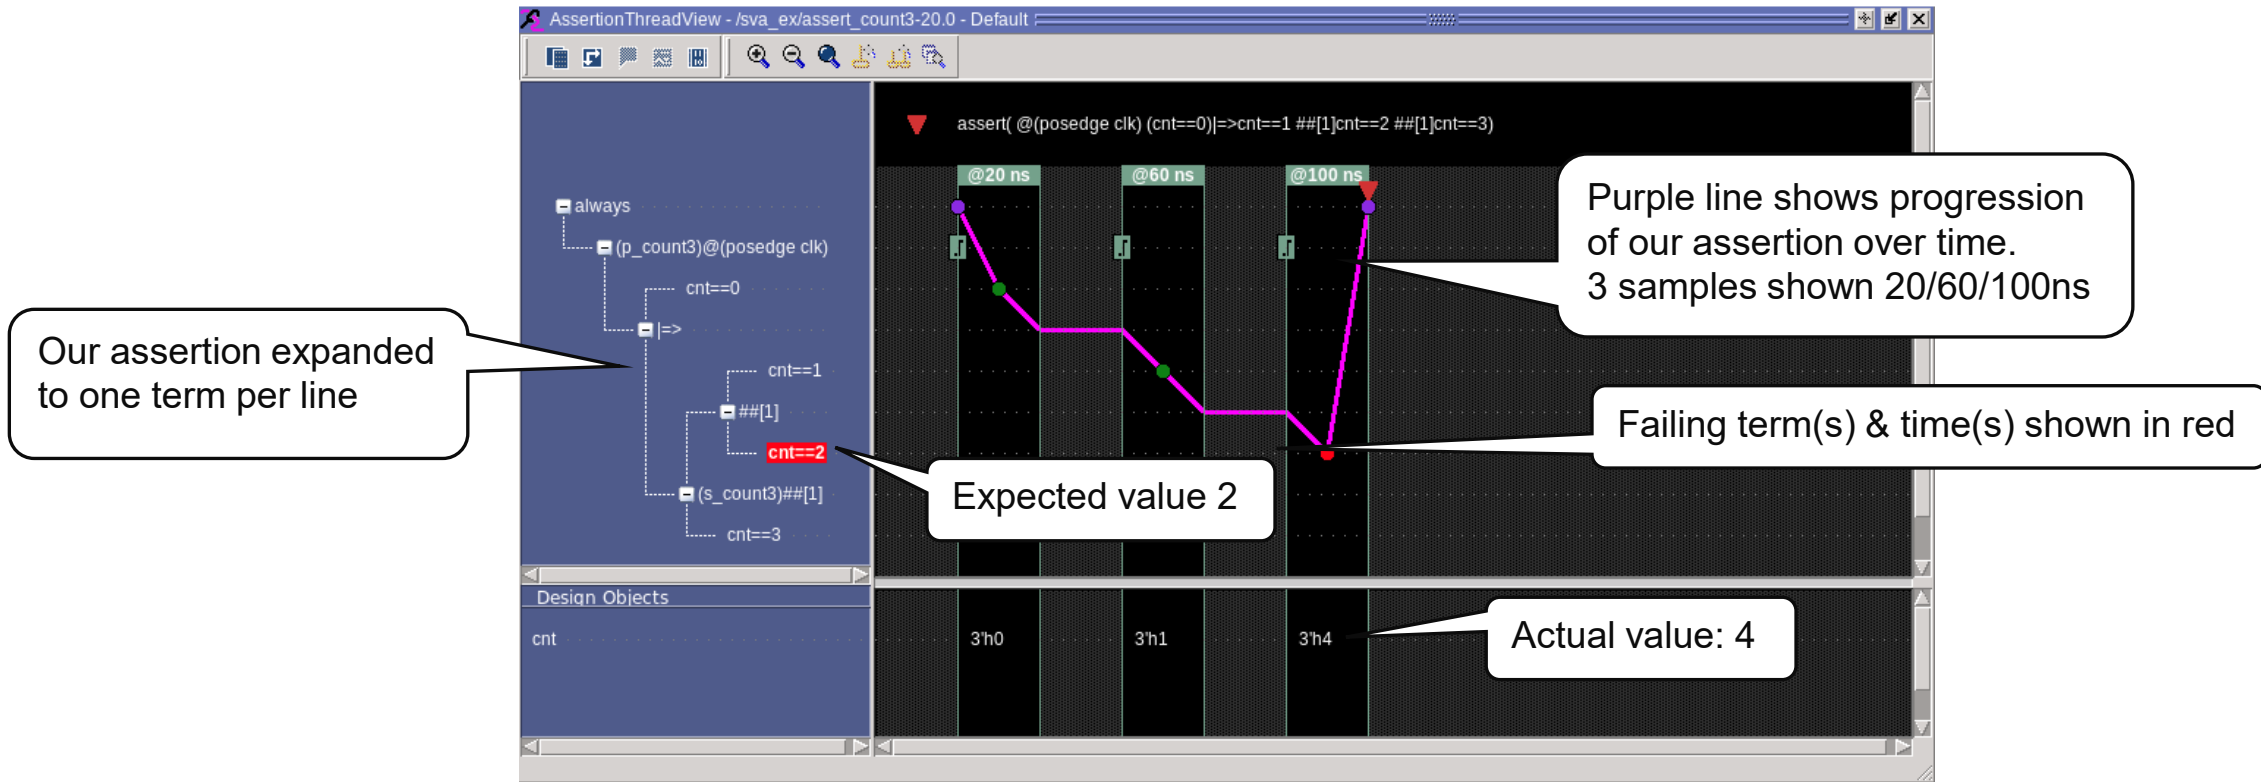 AssertionThreadView - /sva_ex/assert_count3-20.0 - Default
assert( @(posedge clk) (cnt==0)|=>cnt==1 ##[1]cnt==2 ##[1]cnt==3)
@20 ns
@60 ns
@100 ns
always
(p_count3)@(posedge clk)
cnt==0
|=>
cnt==1
##[1]
cnt==2
(s_count3)##[1]
cnt==3
Our assertion expanded
to one term per line
Purple line shows progression
of our assertion over time.
3 samples shown 20/60/100ns
Failing term(s) & time(s) shown in red
Expected value 2
Design Objects
cnt
3'h0
3'h1
3'h4
Actual value: 4